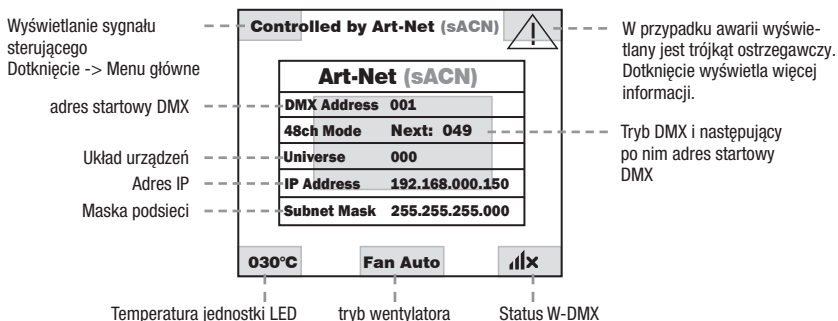 Wyświetlanie sygnału
sterującego
Dotknięcie -> Menu główne
adres startowy DMX
Układ urządzeń
Adres IP
Maska podsieci
Controlled by Art-Net (sACN)
Art-Net (sACN)
DMX Address 001
48ch Mode Next: 049
Universe 000
IP Address 192.168.000.150
Subnet Mask 255.255.255.000
030°C Fan Auto
W przypadku awarii wyświe-
tlany jest trójkąt ostrzegawczy.
Dotknięcie wyświetla więcej
informacji.
Tryb DMX i następujący
po nim adres startowy
DMX
Temperatura jednostki LED tryb wentylatora Status W-DMX